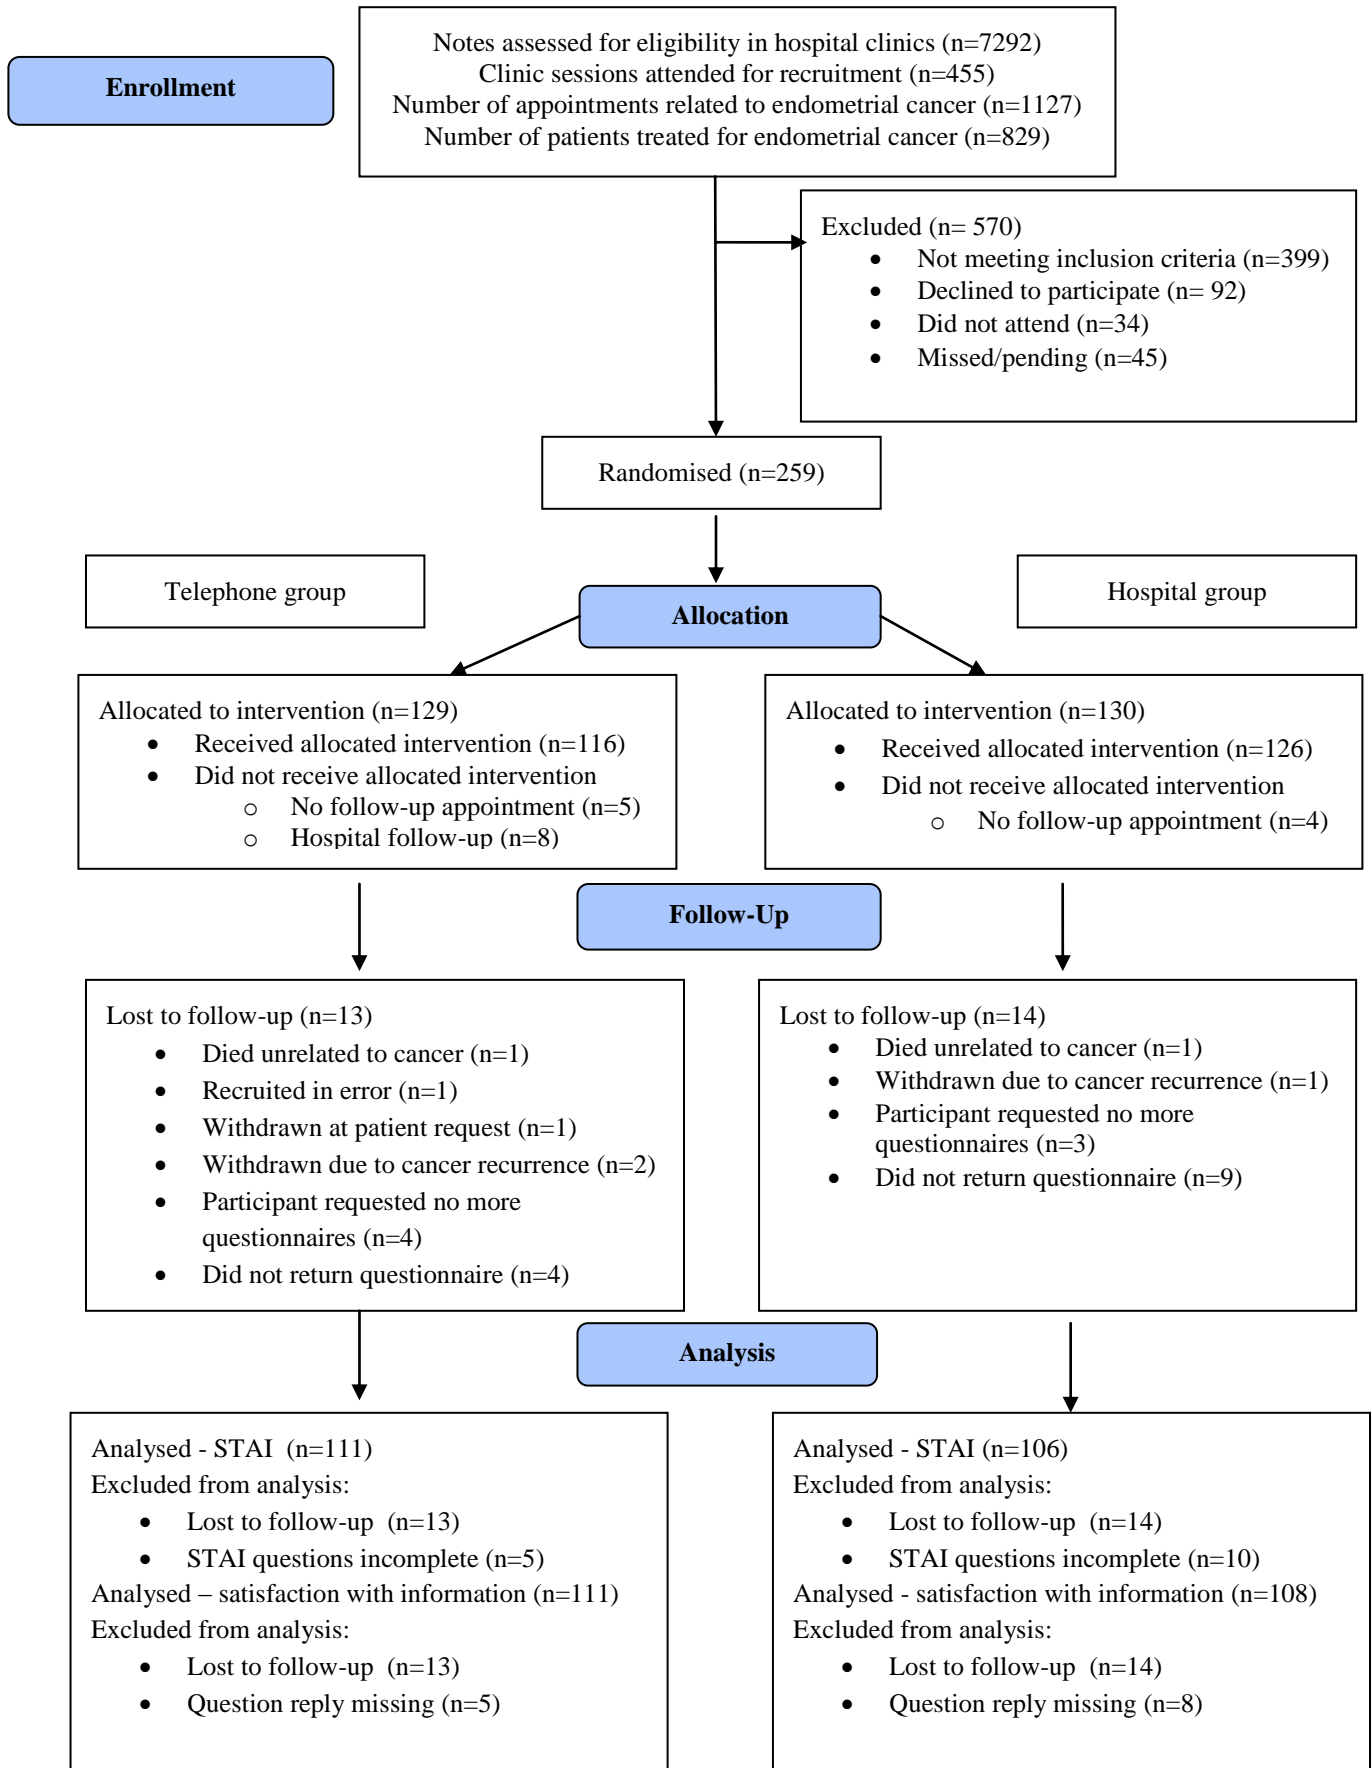 Notes assessed for eligibility in hospital clinics (n=7292)
Clinic sessions attended for recruitment (n=455)
Number of appointments related to endometrial cancer (n=1127)
Number of patients treated for endometrial cancer (n=829)
Enrollment
Excluded (n= 570)
• Not meeting inclusion criteria (n=399)
• Declined to participate (n= 92)
• Did not attend (n=34)
• Missed/pending (n=45)
Randomised (n=259)
Telephone group
Hospital group
Allocation
Allocated to intervention (n=129)
• Received allocated intervention (n=116)
• Did not receive allocated intervention
o No follow-up appointment (n=5)
o Hospital follow-up (n=8)
Allocated to intervention (n=130)
• Received allocated intervention (n=126)
• Did not receive allocated intervention
o No follow-up appointment (n=4)
Follow-Up
Lost to follow-up (n=13)
• Died unrelated to cancer (n=1)
• Recruited in error (n=1)
• Withdrawn at patient request (n=1)
• Withdrawn due to cancer recurrence (n=2)
• Participant requested no more
questionnaires (n=4)
• Did not return questionnaire (n=4)
Lost to follow-up (n=14)
• Died unrelated to cancer (n=1)
• Withdrawn due to cancer recurrence (n=1)
• Participant requested no more
questionnaires (n=3)
• Did not return questionnaire (n=9)
Analysis
Analysed - STAI (n=111)
Excluded from analysis:
• Lost to follow-up (n=13)
• STAI questions incomplete (n=5)
Analysed – satisfaction with information (n=111)
Excluded from analysis:
• Lost to follow-up (n=13)
• Question reply missing (n=5)
Analysed - STAI (n=106)
Excluded from analysis:
• Lost to follow-up (n=14)
• STAI questions incomplete (n=10)
Analysed - satisfaction with information (n=108)
Excluded from analysis:
• Lost to follow-up (n=14)
• Question reply missing (n=8)